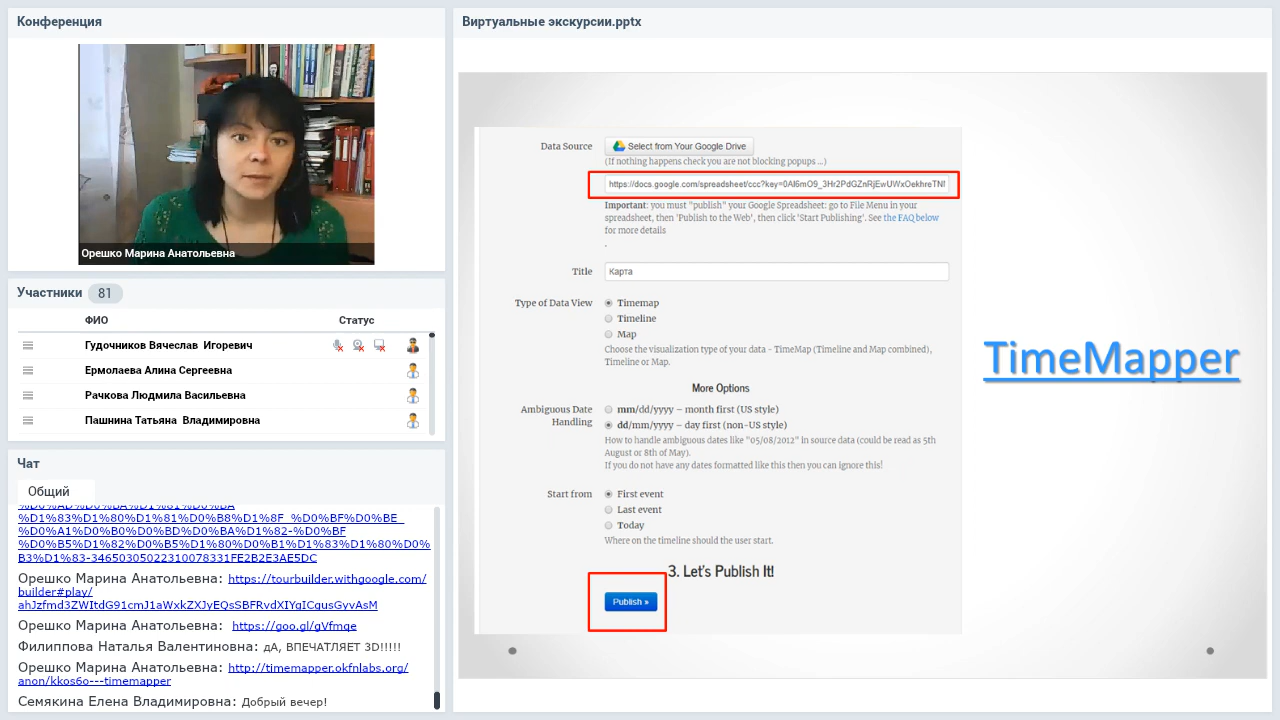 Конференция
Орешко Марина Анатольевна
Участники 81
ФИО Статус
Гудочников Вячеслав Игоревич
Ермолаева Алина Сергеевна
Рачкова Людмила Васильевна
Пашнина Татьяна Владимировна
Чат
Общий
%D1%83%D1%80%D1%81%D0%B8%D1%8F_%D0%BF%D0%BE_
%D0%A1%D0%B0%D0%BD%D0%BA%D1%82-%D0%BF
%D0%B5%D1%82%D0%B5%D1%80%D0%B1%D1%83%D1%80%D0%
B3%D1%83-34650305022310078331FE2B2E3AE5DC
Орешко Марина Анатольевна: https://tourbuilder.withgoogle.com/
builder#play/
ahJzfmd3ZWItdG91cmJ1aWxkZXJyEQsSBFRvdXIYgICgusGyvAsM
Орешко Марина Анатольевна: https://goo.gl/gVfmqe
Филиппова Наталья Валентиновна: дА, ВПЕЧАТЛЯЕТ 3D!!!!!
Орешко Марина Анатольевна: http://timemapper.okfnlabs.org/
anon/kkos6o---timemapper
Семякина Елена Владимировна: Добрый вечер!
Виртуальные экскурсии.pptx
Data Source Select from Your Google Drive
(If nothing happens check you are not blocking popups ...)
https://docs.google.com/spreadsheet/ccc?key=0Al6mO9_3Hr2PdGZnRjEwUWxOekhreTNf
Important: you must "publish" your Google Spreadsheet: go to File Menu in your
spreadsheet, then 'Publish to the Web', then click 'Start Publishing'. See the FAQ below
for more details
.
Title Карта
Type of Data View Timemap
Timeline
Map
Choose the visualization type of your data - TimeMap (Timeline and Map combined),
Timeline or Map.
More Options
Ambiguous Date mm/dd/yyyy – month first (US style)
Handling dd/mm/yyyy – day first (non-US style)
How to handle ambiguous dates like "05/08/2012" in source data (could be read as 5th
August or 8th of May).
If you do not have any dates formatted like this then you can ignore this!
Start from First event
Last event
Today
Where on the timeline should the user start.
3. Let's Publish It!
Publish »
TimeMapper